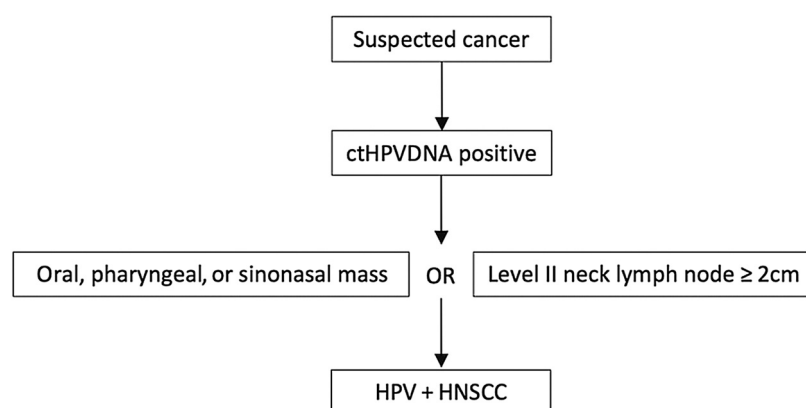 Suspected cancer
ctHPVDNA positive
Oral, pharyngeal, or sinonasal mass
OR
Level II neck lymph node ≥ 2cm
HPV + HNSCC